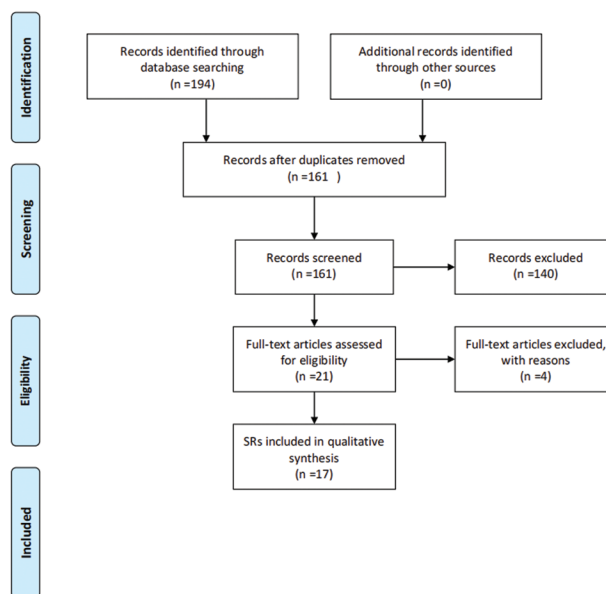 Identification
Records identified through
database searching
(n =194)
Additional records identified
through other sources
(n =0)
Records after duplicates removed
(n =161 )
Screening
Records screened
(n =161)
Records excluded
(n =140)
Eligibility
Full-text articles assessed
for eligibility
(n =21)
Full-text articles excluded,
with reasons
(n =4)
SRs included in qualitative
synthesis
(n =17)
Included